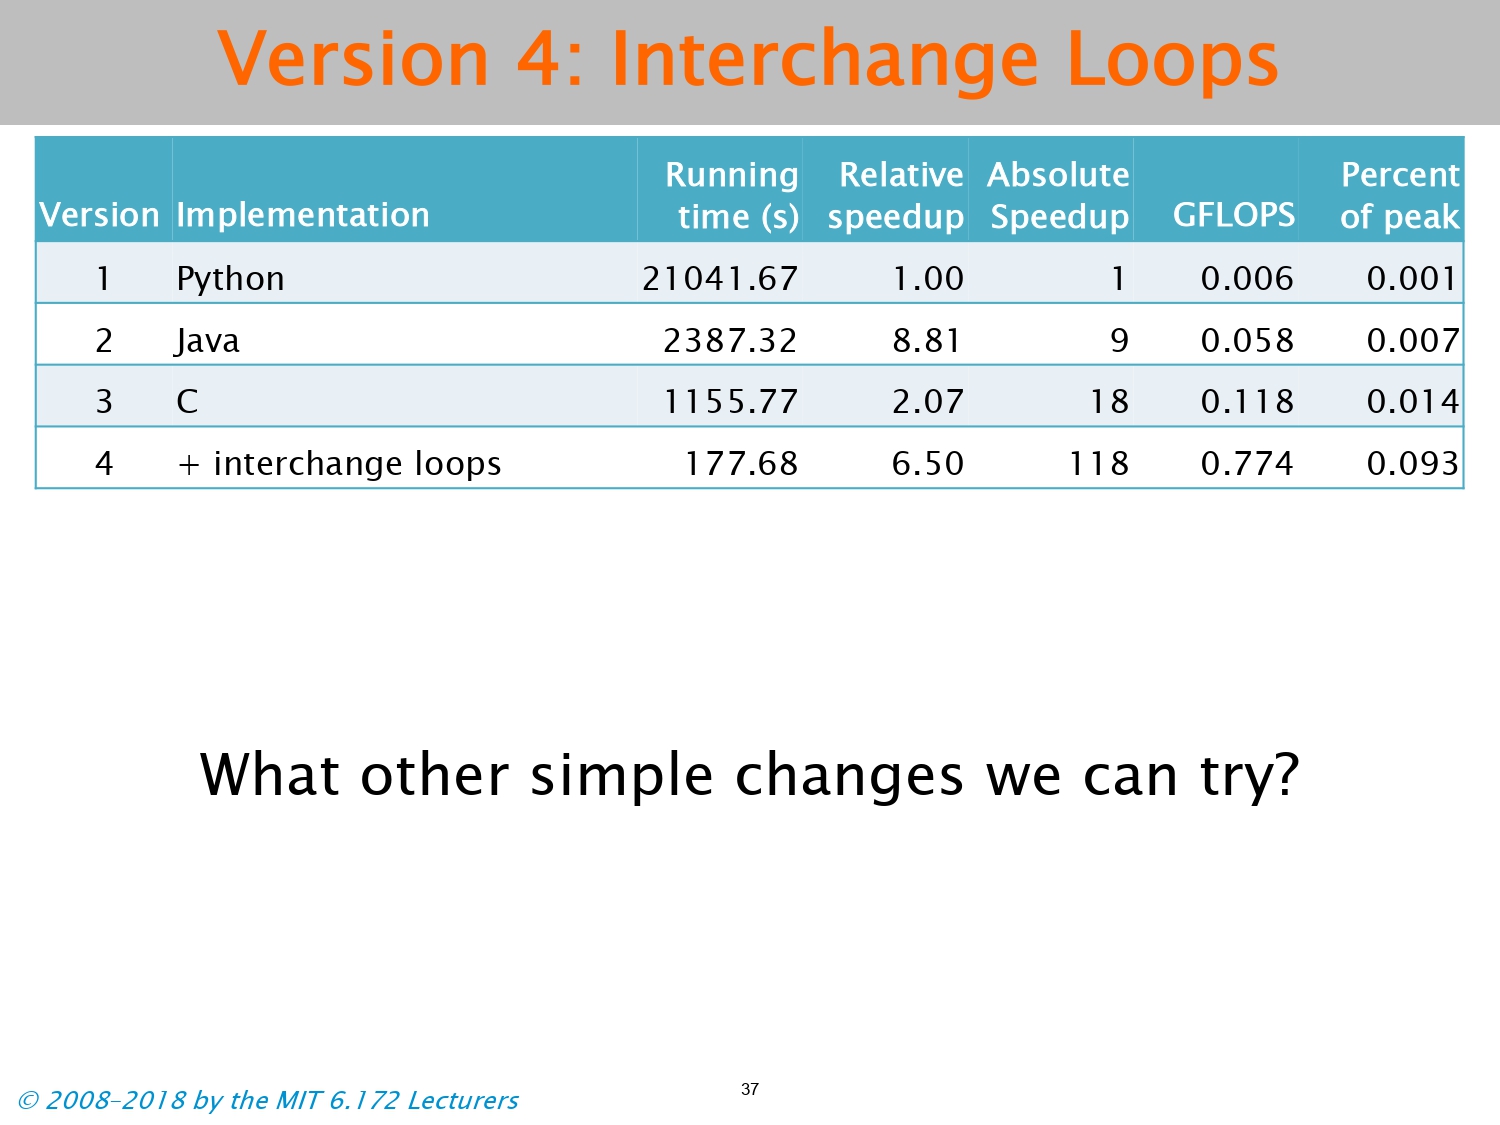 Version 4: Interchange Loops
Version Implementation Running time (s) Relative speedup Absolute Speedup GFLOPS Percent of peak
1 Python 21041.67 1.00 1 0.006 0.001
2 Java 2387.32 8.81 9 0.058 0.007
3 C 1155.77 2.07 18 0.118 0.014
4 + interchange loops 177.68 6.50 118 0.774 0.093
What other simple changes we can try?
© 2008–2018 by the MIT 6.172 Lecturers
37